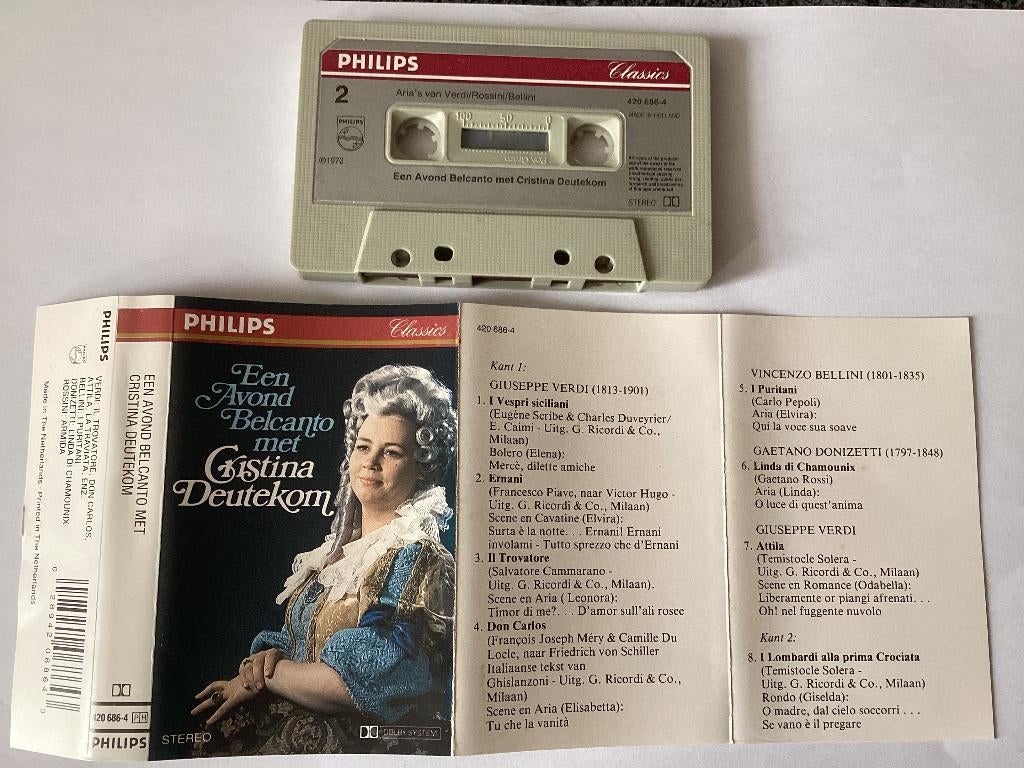 PHILIPS
Classics
2
Aria's van Verdi/Rossini/Bellini
420 686-4
MADE IN HOLLAND
PHILIPS
100 50 0
℗1970
Een Avond Belcanto met Cristina Deutekom
STEREO
PHILIPS
VERDI: IL TROVATORE, DON CARLOS,
ATTILA, LA TRAVIATA, ENZ.
BELLINI: I PURITANI
DONIZETTI: LINDA DI CHAMOUNIX
ROSSINI: ARMIDA
Made in The Netherlands · Printed in The Netherlands
EEN AVOND BELCANTO MET
CRISTINA DEUTEKOM
420 686-4 PH
PHILIPS
PHILIPS
Classics
Een
Avond
Belcanto
met
Cristina
Deutekom
STEREO
DOLBY SYSTEM
420 686-4
Kant 1:
GIUSEPPE VERDI (1813-1901)
1. I Vespri siciliani
(Eugène Scribe & Charles Duveyrier/
E. Caimi - Uitg. G. Ricordi & Co.,
Milaan)
Bolero (Elena):
Mercè, dilette amiche
2. Ernani
(Francesco Piave, naar Victor Hugo -
Uitg. G. Ricordi & Co., Milaan)
Scene en Cavatine (Elvira):
Surta è la notte. . . Ernani! Ernani
involami - Tutto sprezzo che d'Ernani
3. Il Trovatore
(Salvatore Cammarano -
Uitg. G. Ricordi & Co., Milaan).
Scene en Aria ( Leonora):
Timor di me?. . . D'amor sull'ali rosee
4. Don Carlos
(François Joseph Méry & Camille Du
Locle, naar Friedrich von Schiller
Italiaanse tekst van
Ghislanzoni - Uitg. G. Ricordi & Co.,
Milaan)
Scene en Aria (Elisabetta):
Tu che la vanità
VINCENZO BELLINI (1801-1835)
5. I Puritani
(Carlo Pepoli)
Aria (Elvira):
Qui la voce sua soave
GAETANO DONIZETTI (1797-1848)
6. Linda di Chamounix
(Gaetano Rossi)
Aria (Linda):
O luce di quest'anima
GIUSEPPE VERDI
7. Attila
(Temistocle Solera -
Uitg. G. Ricordi & Co., Milaan)
Scene en Romance (Odabella):
Liberamente or piangi afrenati. . .
Oh! nel fuggente nuvolo
Kant 2:
8. I Lombardi alla prima Crociata
(Temistocle Solera -
Uitg. G. Ricordi & Co., Milaan)
Rondo (Giselda):
O madre, dal cielo soccorri . . .
Se vano è il pregare